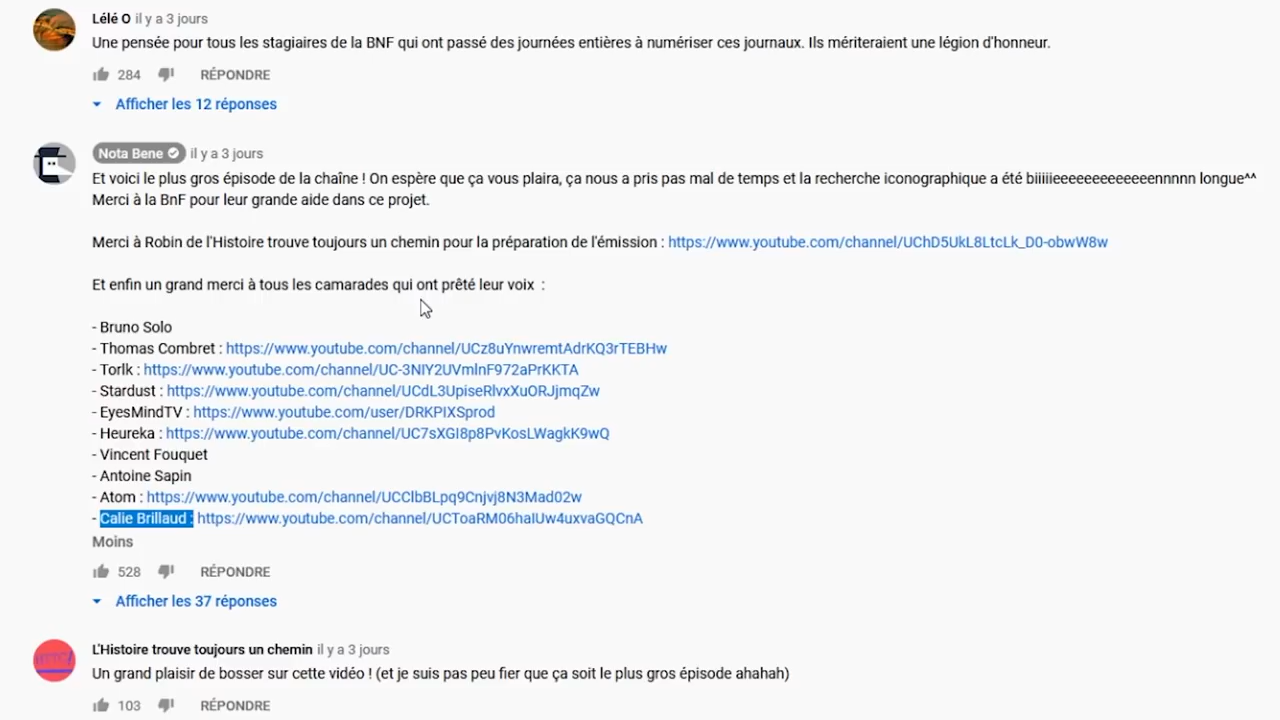 Lélé O il y a 3 jours
Une pensée pour tous les stagiaires de la BNF qui ont passé des journées entières à numériser ces journaux. Ils mériteraient une légion d'honneur.
284 RÉPONDRE
Afficher les 12 réponses
Nota Bene il y a 3 jours
Et voici le plus gros épisode de la chaîne ! On espère que ça vous plaira, ça nous a pris pas mal de temps et la recherche iconographique a été biiiiieeeeeeeeeeeeennnnn longue^^
Merci à la BnF pour leur grande aide dans ce projet.
Merci à Robin de l'Histoire trouve toujours un chemin pour la préparation de l'émission : https://www.youtube.com/channel/UChD5UkL8LtcLk_D0-obwW8w
Et enfin un grand merci à tous les camarades qui ont prêté leur voix :
- Bruno Solo
- Thomas Combret : https://www.youtube.com/channel/UCz8uYnwremtAdrKQ3rTEBHw
- Torlk : https://www.youtube.com/channel/UC-3NIY2UVmlnF972aPrKKTA
- Stardust : https://www.youtube.com/channel/UCdL3UpiseRlvxXuORJjmqZw
- EyesMindTV : https://www.youtube.com/user/DRKPIXSprod
- Heureka : https://www.youtube.com/channel/UC7sXGI8p8PvKosLWagkK9wQ
- Vincent Fouquet
- Antoine Sapin
- Atom : https://www.youtube.com/channel/UCClbBLpq9Cnjvj8N3Mad02w
- Calie Brillaud : https://www.youtube.com/channel/UCToaRM06haIUw4uxvaGQCnA
Moins
528 RÉPONDRE
Afficher les 37 réponses
L'Histoire trouve toujours un chemin il y a 3 jours
Un grand plaisir de bosser sur cette vidéo ! (et je suis pas peu fier que ça soit le plus gros épisode ahahah)
103 RÉPONDRE